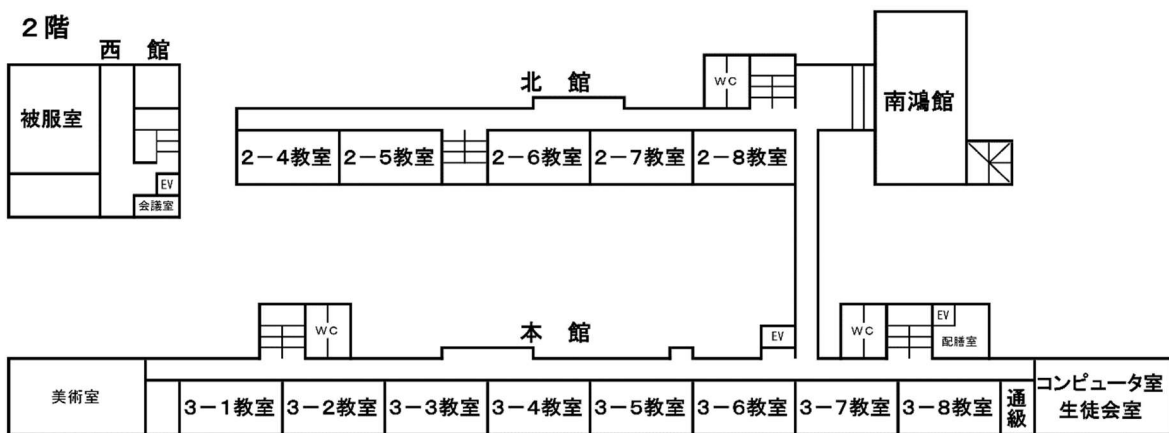 2階
西 館
被服室
EV
会議室
北 館
WC
2-4教室
2-5教室
2-6教室
2-7教室
2-8教室
南鴻館
本 館
WC
EV
WC
EV
配膳室
美術室
3-1教室
3-2教室
3-3教室
3-4教室
3-5教室
3-6教室
3-7教室
3-8教室
通級
コンピュータ室
生徒会室